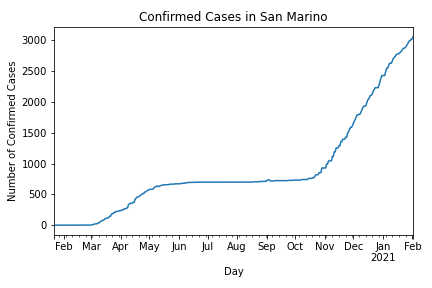 Confirmed Cases in San Marino
Number of Confirmed Cases
3000
2500
2000
1500
1000
500
0
Feb Mar Apr May Jun Jul Aug Sep Oct Nov Dec Jan Feb
2021
Day